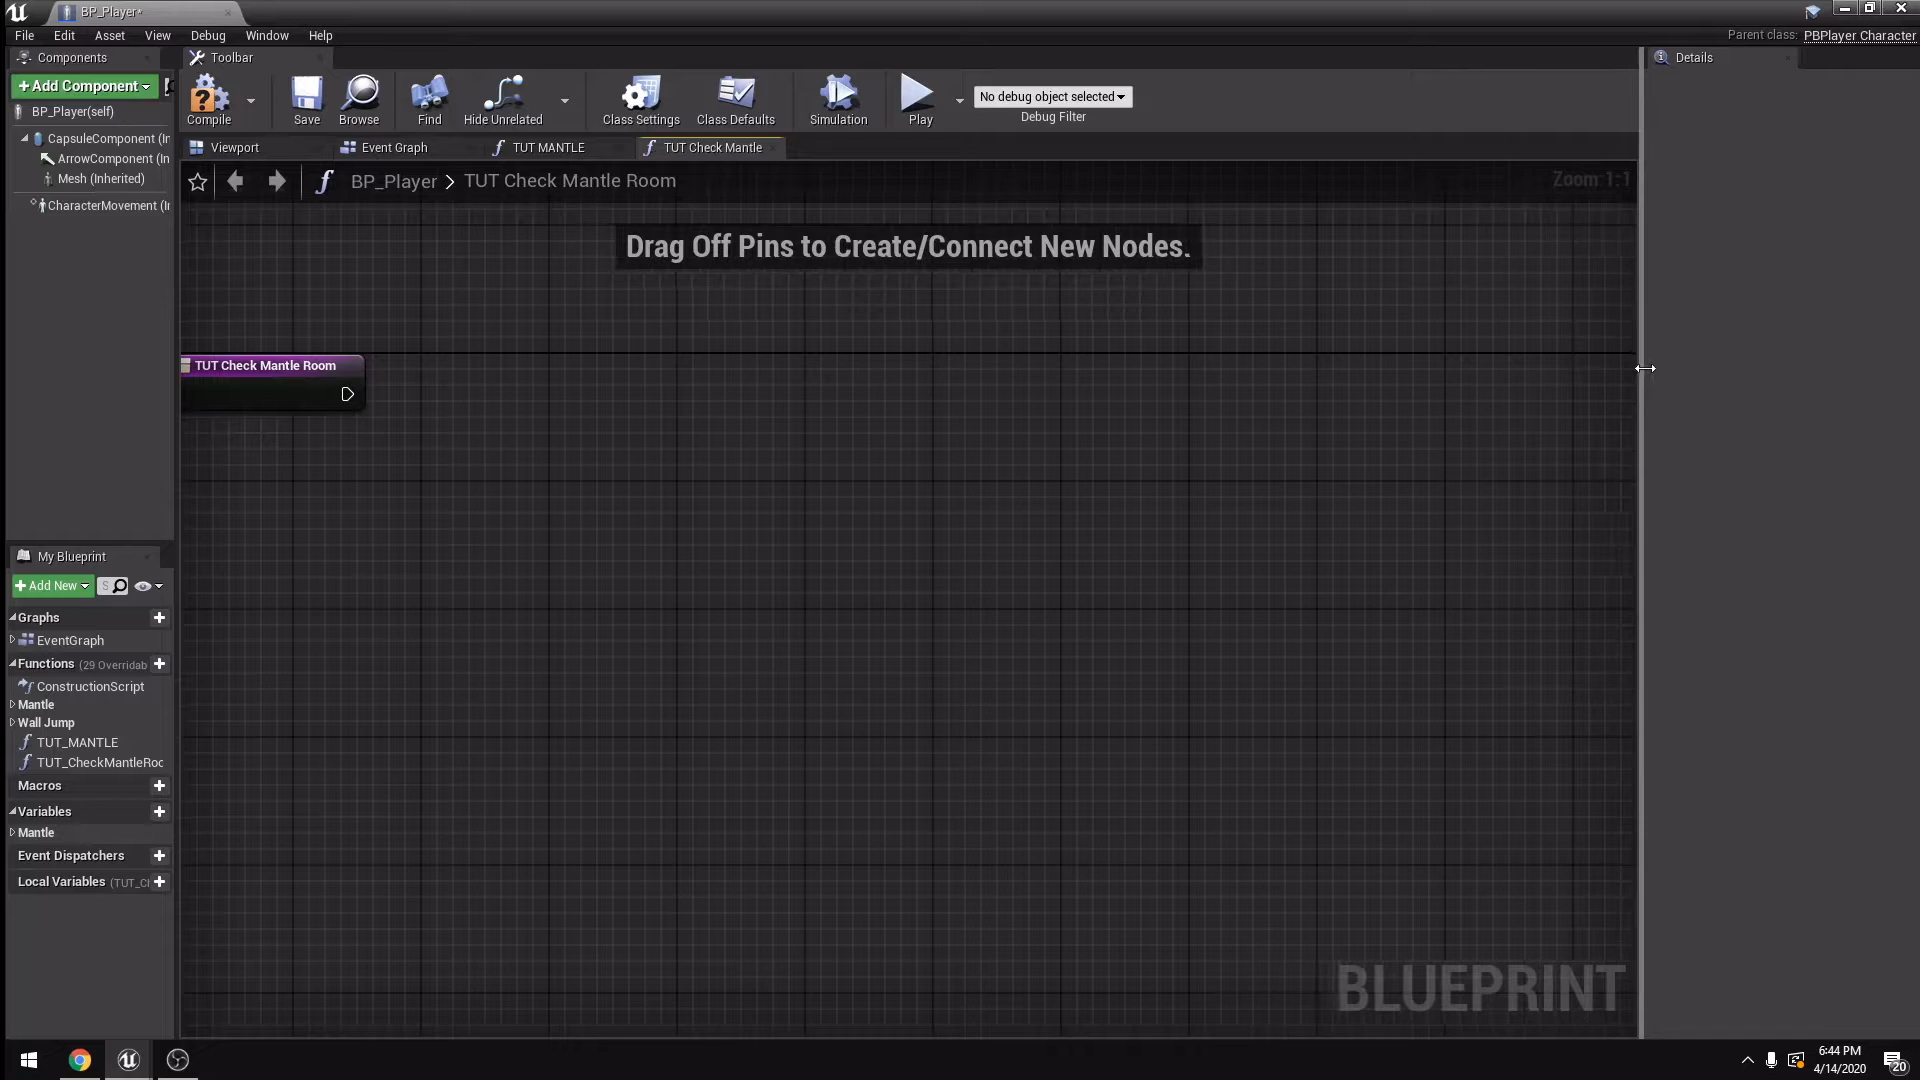 BP_Player*
File Edit Asset View Debug Window Help
Parent class: PBPlayer Character
Components
Toolbar
Details
+Add Component
BP_Player(self)
CapsuleComponent (In
ArrowComponent (In
Mesh (Inherited)
CharacterMovement (In
Compile
Save
Browse
Find
Hide Unrelated
Class Settings
Class Defaults
Simulation
Play
No debug object selected
Debug Filter
Viewport
Event Graph
TUT MANTLE
TUT Check Mantle
BP_Player > TUT Check Mantle Room
Zoom 1:1
Drag Off Pins to Create/Connect New Nodes.
TUT Check Mantle Room
My Blueprint
+Add New
S
Graphs
EventGraph
Functions (29 Overridab
ConstructionScript
Mantle
Wall Jump
TUT_MANTLE
TUT_CheckMantleRoo
Macros
Variables
Mantle
Event Dispatchers
Local Variables (TUT_Ch
BLUEPRINT
6:44 PM
4/14/2020
20